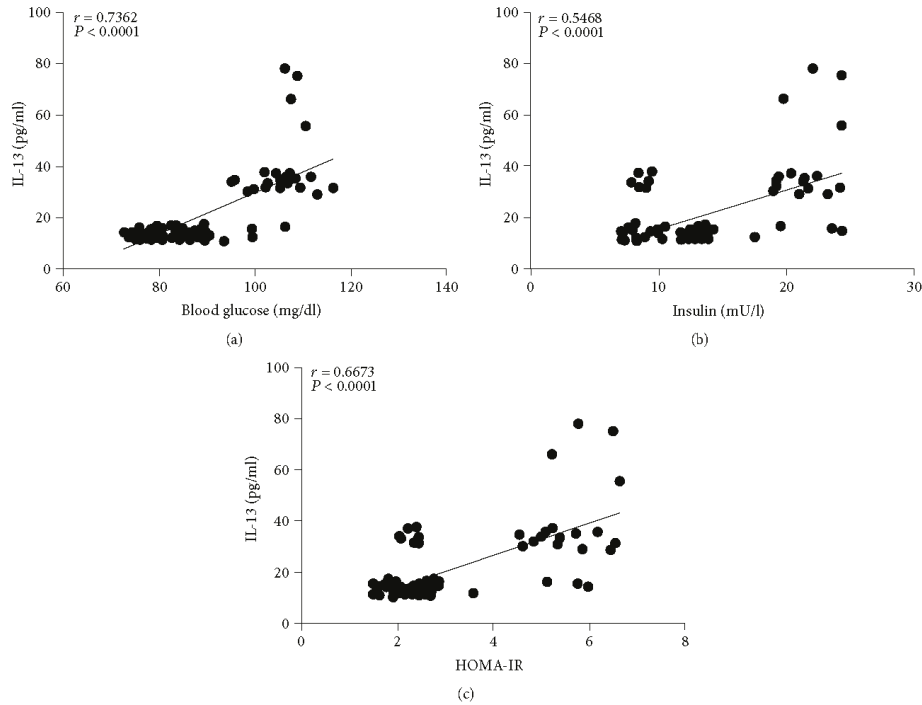 r = 0.7362
P < 0.0001
100
80
60
40
20
0
IL-13 (pg/ml)
60
80
100
120
140
Blood glucose (mg/dl)
(a)
r = 0.5468
P < 0.0001
100
80
60
40
20
0
IL-13 (pg/ml)
0
10
20
30
Insulin (mU/l)
(b)
r = 0.6673
P < 0.0001
100
80
60
40
20
0
IL-13 (pg/ml)
0
2
4
6
8
HOMA-IR
(c)